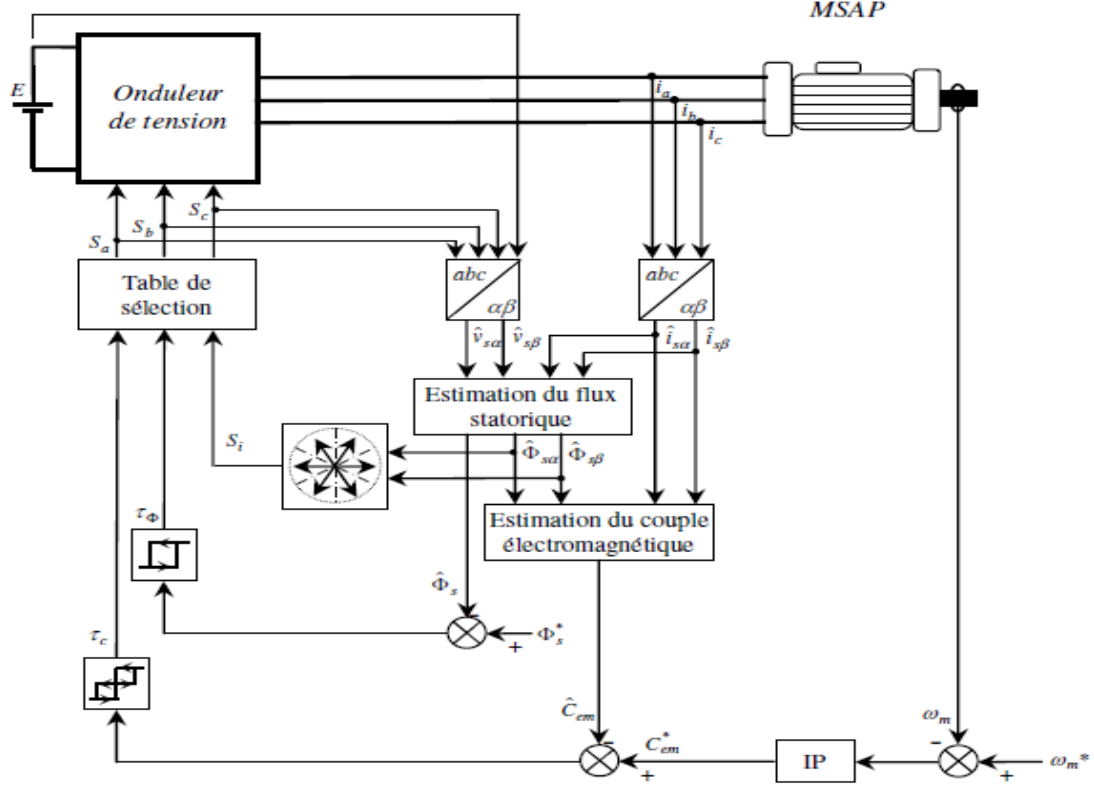 MSAP
E
Onduleur
de tension
i_a
i_b
i_c
S_a
S_b
S_c
Table de
sélection
abc
αβ
abc
αβ
v̂_sα
v̂_sβ
î_sα
î_sβ
Estimation du flux
statorique
S_i
Φ̂_sα
Φ̂_sβ
τ_Φ
Estimation du couple
électromagnétique
Φ̂_s
-
+
Φ_s^*
τ_c
Ĉ_em
-
+
C_em^*
IP
ω_m
-
+
ω_m*